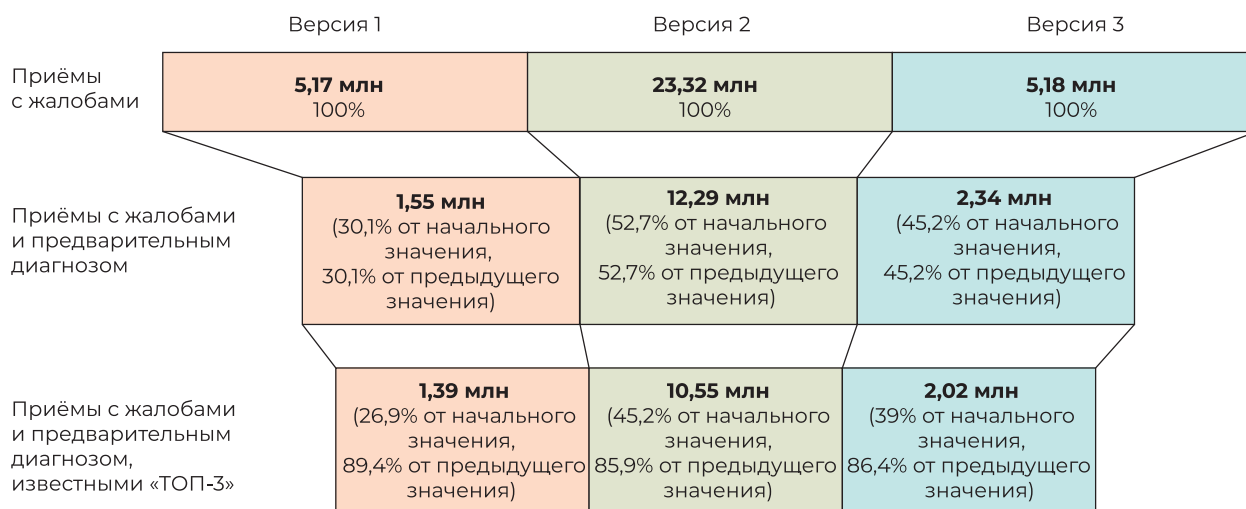 Версия 1
Версия 2
Версия 3
Приёмы
с жалобами
5,17 млн
100%
23,32 млн
100%
5,18 млн
100%
Приёмы с жалобами
и предварительным
диагнозом
1,55 млн
(30,1% от начального
значения,
30,1% от предыдущего
значения)
12,29 млн
(52,7% от начального
значения,
52,7% от предыдущего
значения)
2,34 млн
(45,2% от начального
значения,
45,2% от предыдущего
значения)
Приёмы с жалобами
и предварительным
диагнозом,
известными «ТОП-3»
1,39 млн
(26,9% от начального
значения,
89,4% от предыдущего
значения)
10,55 млн
(45,2% от начального
значения,
85,9% от предыдущего
значения)
2,02 млн
(39% от начального
значения,
86,4% от предыдущего
значения)